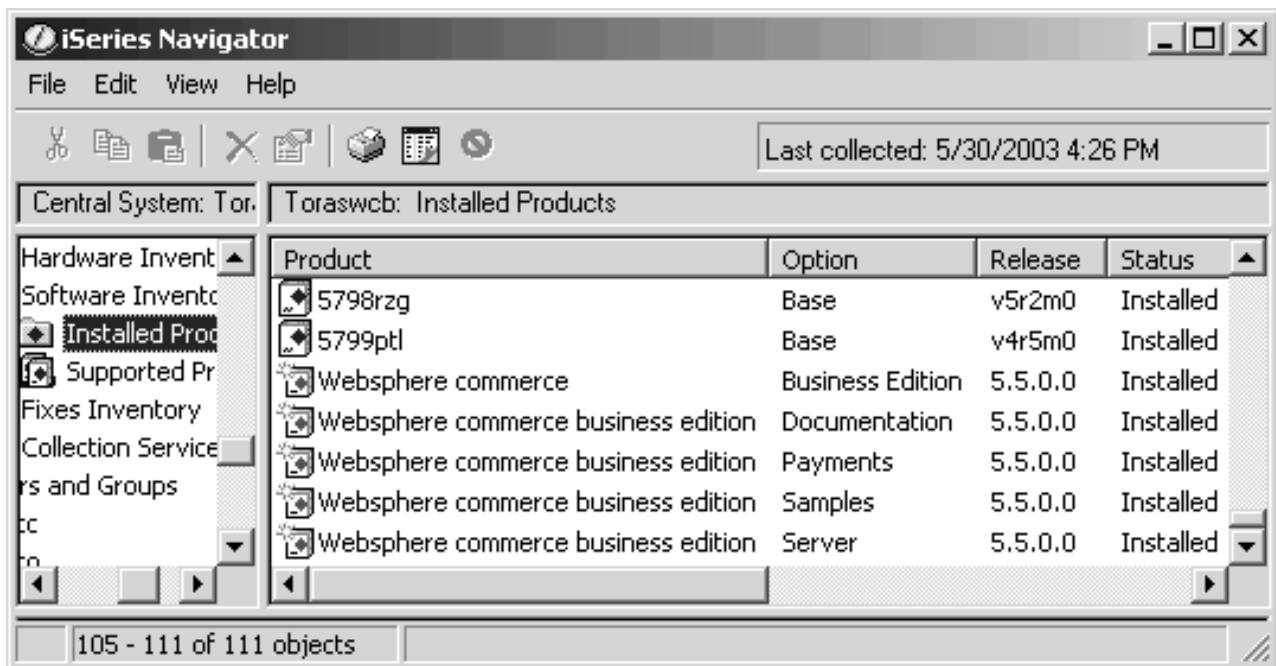 iSeries Navigator
File Edit View Help
Last collected: 5/30/2003 4:26 PM
Central System: Tor
Toraswcb: Installed Products
Hardware Invent
Software Invento
Installed Proc
Supported Pr
Fixes Inventory
Collection Service
rs and Groups
Product Option Release Status
5798rzg Base v5r2m0 Installed
5799ptl Base v4r5m0 Installed
Websphere commerce Business Edition 5.5.0.0 Installed
Websphere commerce business edition Documentation 5.5.0.0 Installed
Websphere commerce business edition Payments 5.5.0.0 Installed
Websphere commerce business edition Samples 5.5.0.0 Installed
Websphere commerce business edition Server 5.5.0.0 Installed
105 - 111 of 111 objects